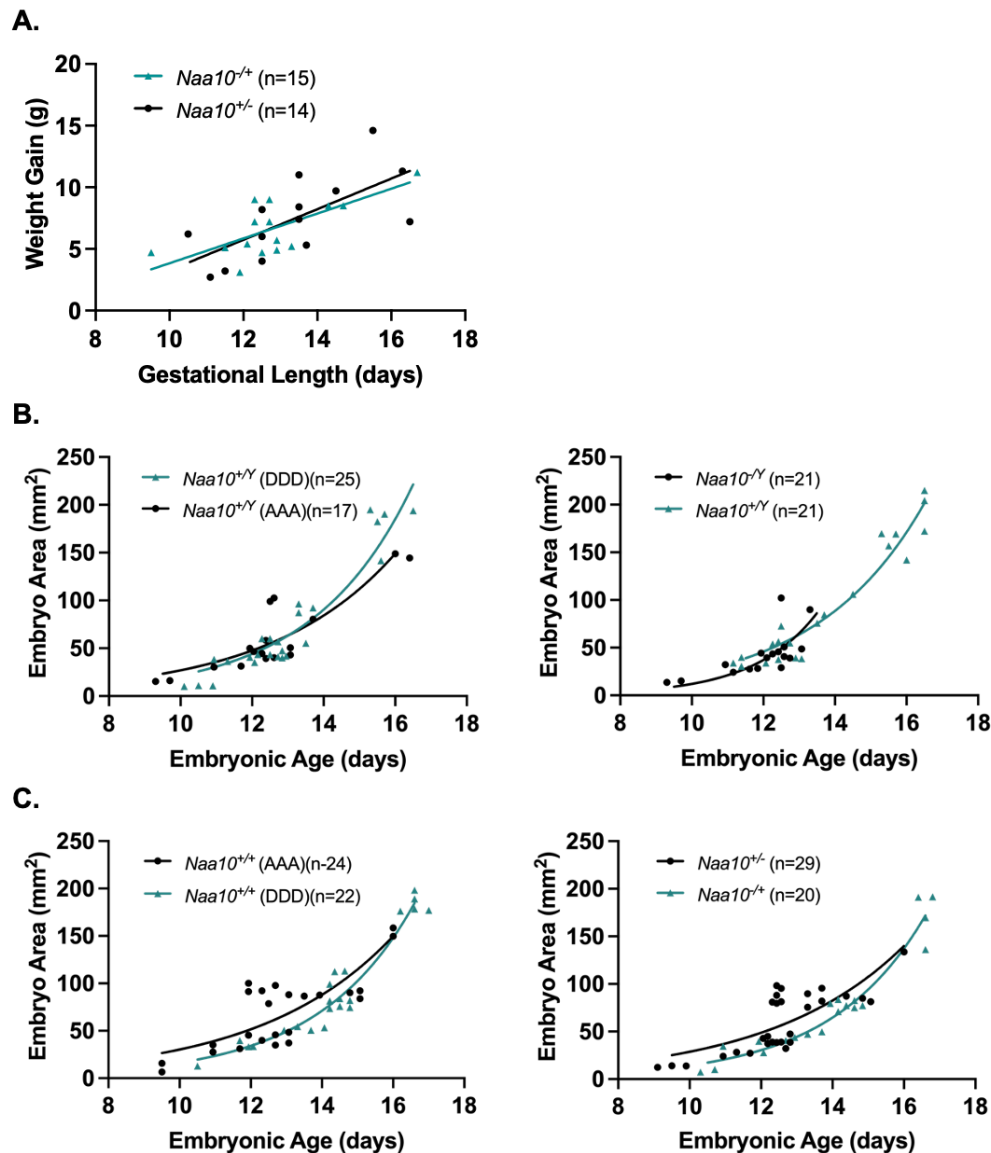 A.
Naa10-/+ (n=15)
Naa10+/- (n=14)
Weight Gain (g)
20
15
10
5
0
8 10 12 14 16 18
Gestational Length (days)
B.
Naa10+/Y (DDD)(n=25)
Naa10+/Y (AAA)(n=17)
Embryo Area (mm2)
250
200
150
100
50
0
8 10 12 14 16 18
Embryonic Age (days)
Naa10-/Y (n=21)
Naa10+/Y (n=21)
Embryo Area (mm2)
250
200
150
100
50
0
8 10 12 14 16 18
Embryonic Age (days)
C.
Naa10+/+ (AAA)(n-24)
Naa10+/+ (DDD)(n=22)
Embryo Area (mm2)
250
200
150
100
50
0
8 10 12 14 16 18
Embryonic Age (days)
Naa10+/- (n=29)
Naa10-/+ (n=20)
Embryo Area (mm2)
250
200
150
100
50
0
8 10 12 14 16 18
Embryonic Age (days)